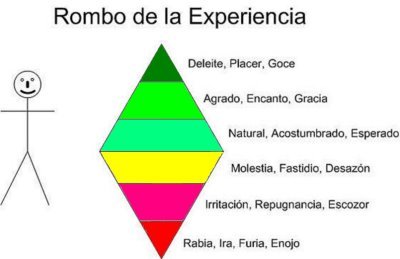 Rombo de la Experiencia
Deleite, Placer, Goce
Agrado, Encanto, Gracia
Natural, Acostumbrado, Esperado
Molestia, Fastidio, Desazón
Irritación, Repugnancia, Escozor
Rabia, Ira, Furia, Enojo